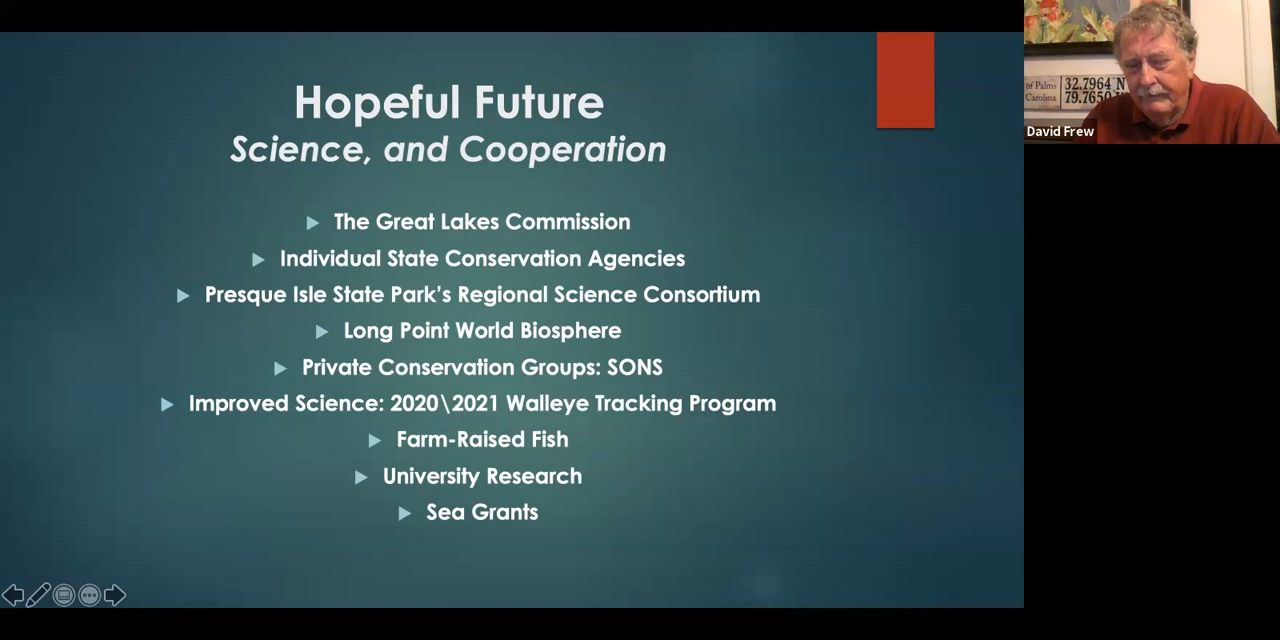 Hopeful Future
Science, and Cooperation
The Great Lakes Commission
Individual State Conservation Agencies
Presque Isle State Park's Regional Science Consortium
Long Point World Biosphere
Private Conservation Groups: SONS
Improved Science: 2020\2021 Walleye Tracking Program
Farm-Raised Fish
University Research
Sea Grants
of Palms
Carolina
32.7964 N
79.7650
David Frew